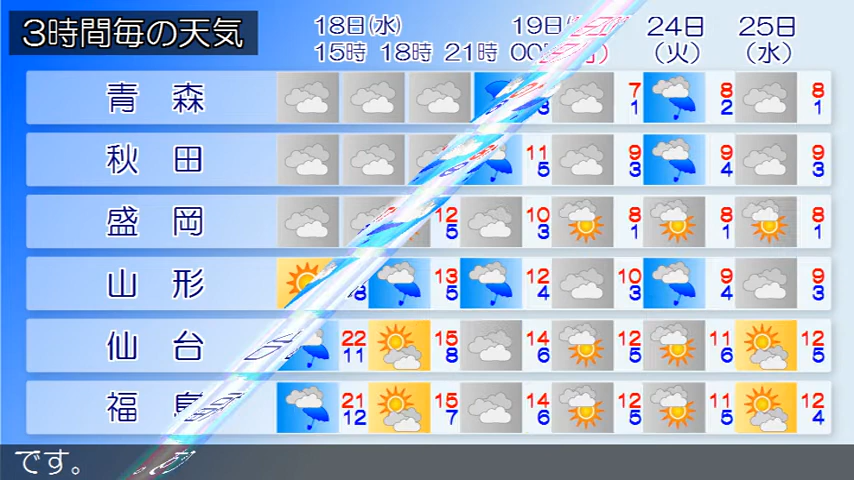 3時間毎の天気
18日(水) 19日 24日 25日
15時 18時 21時 00 (火) (水)
青森 3 7 1 8 2 8 1
秋田 11 5 9 3 9 4 9 3
盛岡 12 5 10 3 8 1 8 1 8 1
山形 8 13 5 12 4 10 3 9 4 9 3
仙台 22 11 15 8 14 6 12 5 11 6 12 5
福島 21 12 15 7 14 6 12 5 11 5 12 4
です。